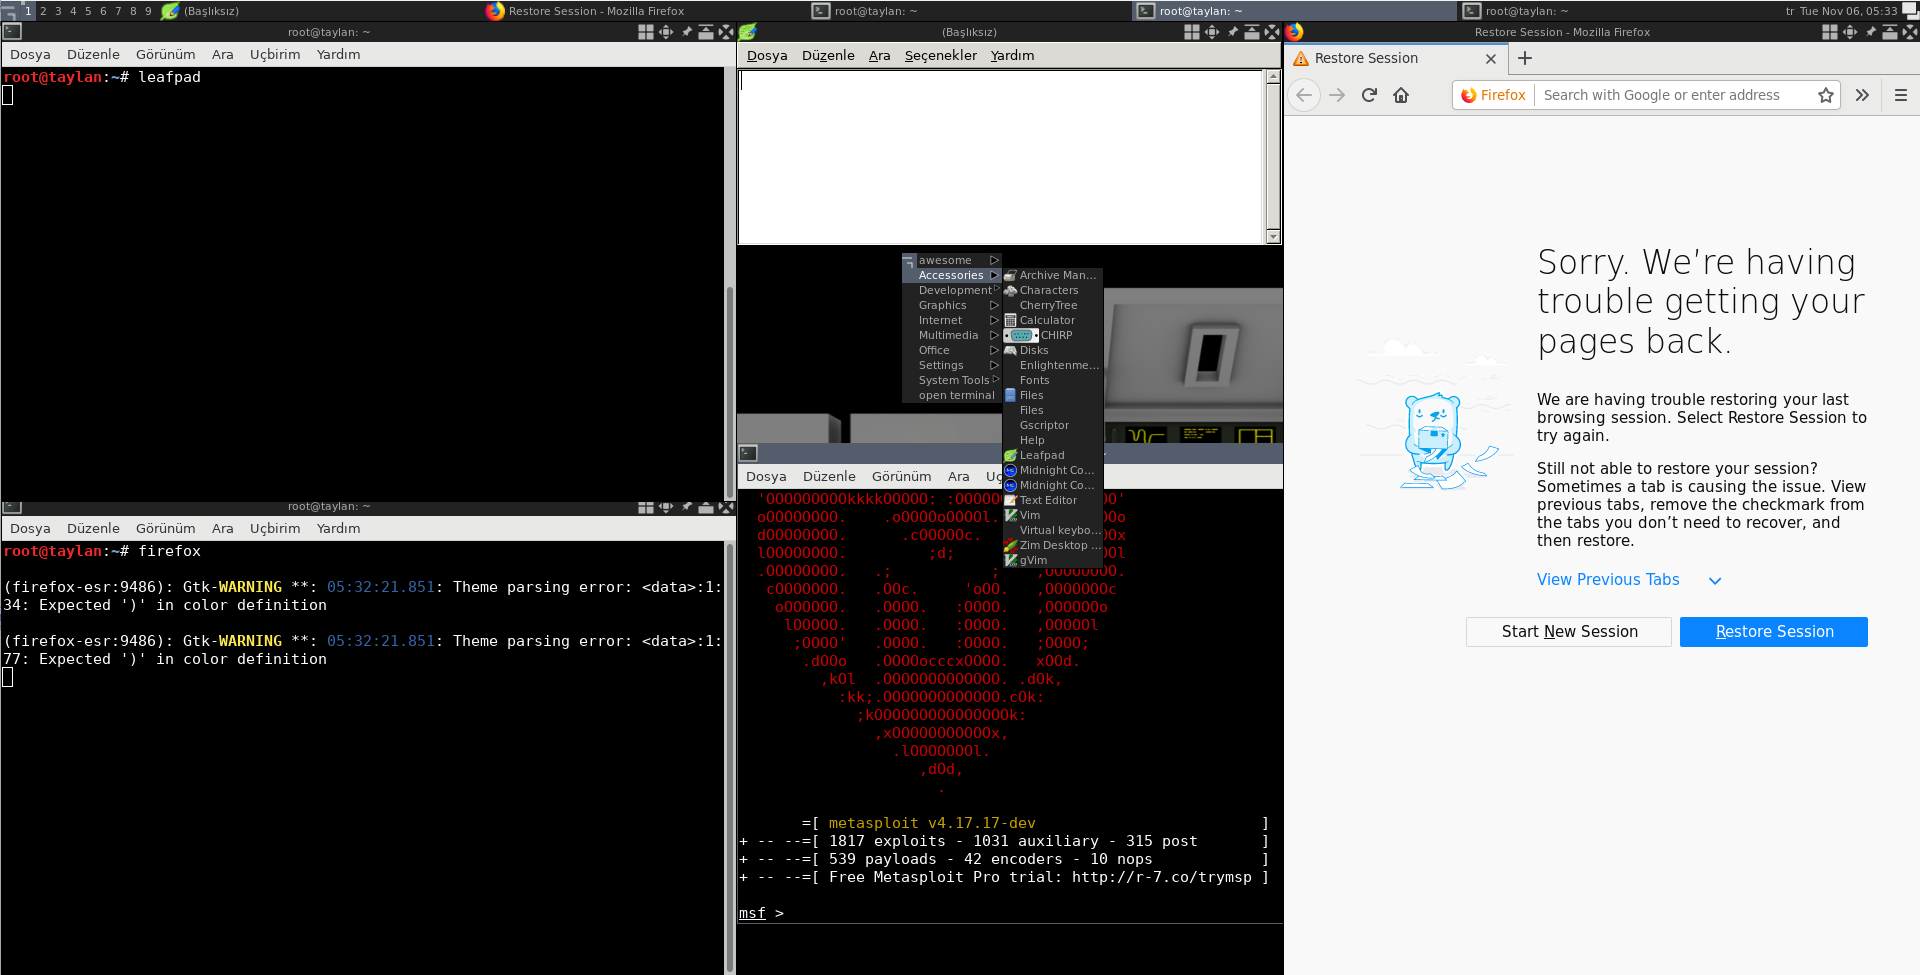 1 2 3 4 5 6 7 8 9 (Başlıksız) Restore Session - Mozilla Firefox root@taylan: ~ root@taylan: ~ root@taylan: ~ tr Tue Nov 06, 05:33
root@taylan: ~
Dosya Düzenle Görünüm Ara Uçbirim Yardım
root@taylan:~# leafpad
root@taylan: ~
Dosya Düzenle Görünüm Ara Uçbirim Yardım
root@taylan:~# firefox
(firefox-esr:9486): Gtk-WARNING **: 05:32:21.851: Theme parsing error: <data>:1:
34: Expected ')' in color definition
(firefox-esr:9486): Gtk-WARNING **: 05:32:21.851: Theme parsing error: <data>:1:
77: Expected ')' in color definition
(Başlıksız)
Dosya Düzenle Ara Seçenekler Yardım
awesome
Accessories
Development
Graphics
Internet
Multimedia
Office
Settings
System Tools
open terminal
Archive Man...
Characters
CherryTree
Calculator
CHIRP
Disks
Enlightenme...
Fonts
Files
Files
Gscriptor
Help
Leafpad
Midnight Co...
Midnight Co...
Text Editor
Vim
Virtual keybo...
Zim Desktop ...
gVim
Dosya Düzenle Görünüm Ara Uç
=[ metasploit v4.17.17-dev ]
+ -- --=[ 1817 exploits - 1031 auxiliary - 315 post ]
+ -- --=[ 539 payloads - 42 encoders - 10 nops ]
+ -- --=[ Free Metasploit Pro trial: http://r-7.co/trymsp ]
msf >
Restore Session - Mozilla Firefox
Restore Session
Firefox Search with Google or enter address
Sorry. We're having
trouble getting your
pages back.
We are having trouble restoring your last
browsing session. Select Restore Session to
try again.
Still not able to restore your session?
Sometimes a tab is causing the issue. View
previous tabs, remove the checkmark from
the tabs you don’t need to recover, and
then restore.
View Previous Tabs
Start New Session Restore Session